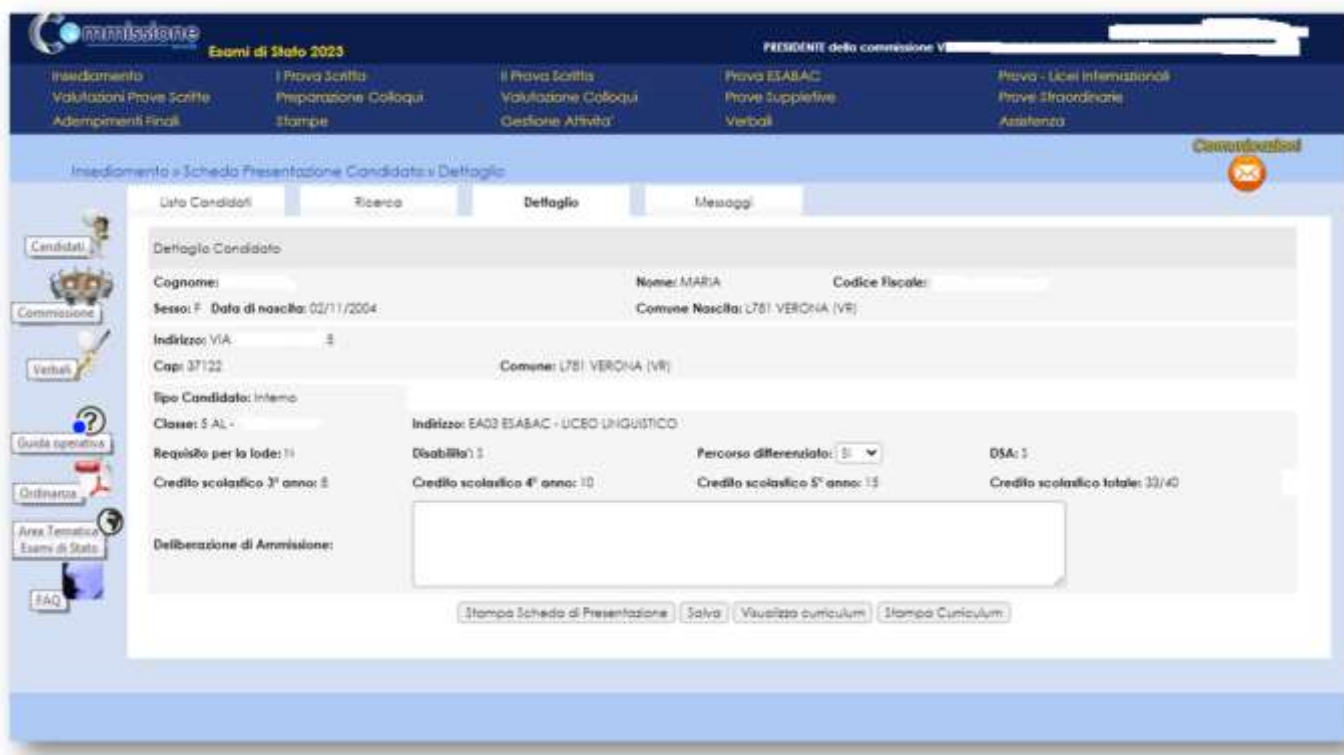 Commissione
Esami di Stato 2023
PRESIDENTE della commissione V
Insediamento I Prova Scritta II Prova Scritta Prova ESABAC Prova - Licei Internazionali
Valutazioni Prove Scritte Preparazione Colloqui Valutazione Colloqui Prove Suppletive Prove Straordinarie
Adempimenti Finali Stampe Gestione Attivita' Verbali Assistenza
Comunicazioni
Insediamento » Scheda Presentazione Candidato » Dettaglio
Lista Candidati Ricerca Dettaglio Messaggi
Candidati
Commissione
Verbali
Guida operativa
Ordinanza
Area Tematica
Esami di Stato
FAQ
Dettaglio Candidato
Cognome: Nome: MARIA Codice Fiscale:
Sesso: F Data di nascita: 02/11/2004 Comune Nascita: L781 VERONA (VR)
Indirizzo: VIA
Cap: 37122 Comune: L781 VERONA (VR)
Tipo Candidato: Interno
Classe: 5 AL - Indirizzo: EA03 ESABAC - LICEO LINGUISTICO
Requisito per la lode: N Disabilita': S Percorso differenziato: SI DSA: S
Credito scolastico 3° anno: 8 Credito scolastico 4° anno: 10 Credito scolastico 5° anno: 15 Credito scolastico totale: 33/40
Deliberazione di Ammissione:
Stampa Scheda di Presentazione Salva Visualizza curriculum Stampa Curriculum